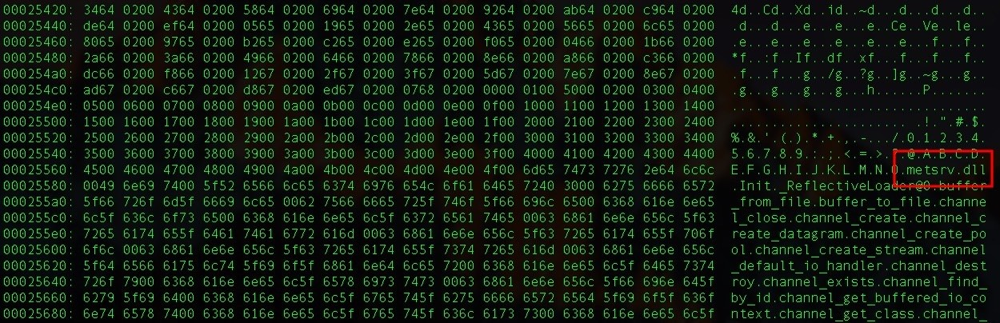 00025420: 3464 0200 4364 0200 5864 0200 6964 0200 7e64 0200 9264 0200 ab64 0200 c964 0200 4d..Cd..Xd..id..~d...d...d...d..
00025440: de64 0200 ef64 0200 0565 0200 1965 0200 2e65 0200 4365 0200 5665 0200 6c65 0200 .d...d...e...e...e..Ce..Ve..le..
00025460: 8065 0200 9765 0200 b265 0200 c265 0200 e265 0200 f065 0200 0466 0200 1b66 0200 .e...e...e...e...e...e...f...f..
00025480: 2a66 0200 3a66 0200 4966 0200 6466 0200 7866 0200 8e66 0200 a866 0200 c366 0200 *f..:f..If..df..xf...f...f...f..
000254a0: dc66 0200 f866 0200 1267 0200 2f67 0200 3f67 0200 5d67 0200 7e67 0200 8e67 0200 .f...f...g../g..?g..]g..~g...g..
000254c0: ad67 0200 c667 0200 d867 0200 ed67 0200 0768 0200 0000 0100 5000 0200 0300 0400 .g...g...g...g...h......P.......
000254e0: 0500 0600 0700 0800 0900 0a00 0b00 0c00 0d00 0e00 0f00 1000 1100 1200 1300 1400 ................................
00025500: 1500 1600 1700 1800 1900 1a00 1b00 1c00 1d00 1e00 1f00 2000 2100 2200 2300 2400 ........................!.".#.$.
00025520: 2500 2600 2700 2800 2900 2a00 2b00 2c00 2d00 2e00 2f00 3000 3100 3200 3300 3400 %.&.'.(.).*.+.,.-.../.0.1.2.3.4.
00025540: 3500 3600 3700 3800 3900 3a00 3b00 3c00 3d00 3e00 3f00 4000 4100 4200 4300 4400 5.6.7.8.9.:.;.<.=.>.?.@.A.B.C.D.
00025560: 4500 4600 4700 4800 4900 4a00 4b00 4c00 4d00 4e00 4f00 6d65 7473 7276 2e64 6c6c E.F.G.H.I.J.K.L.M.N.O.metsrv.dll
00025580: 0049 6e69 7400 5f52 6566 6c65 6374 6976 654c 6f61 6465 7240 3000 6275 6666 6572 .Init._ReflectiveLoader@0.buffer
000255a0: 5f66 726f 6d5f 6669 6c65 0062 7566 6665 725f 746f 5f66 696c 6500 6368 616e 6e65 _from_file.buffer_to_file.channe
000255c0: 6c5f 636c 6f73 6500 6368 616e 6e65 6c5f 6372 6561 7465 0063 6861 6e6e 656c 5f63 l_close.channel_create.channel_c
000255e0: 7265 6174 655f 6461 7461 6772 616d 0063 6861 6e6e 656c 5f63 7265 6174 655f 706f reate_datagram.channel_create_po
00025600: 6f6c 0063 6861 6e6e 656c 5f63 7265 6174 655f 7374 7265 616d 0063 6861 6e6e 656c ol.channel_create_stream.channel
00025620: 5f64 6566 6175 6c74 5f69 6f5f 6861 6e64 6c65 7200 6368 616e 6e65 6c5f 6465 7374 _default_io_handler.channel_dest
00025640: 726f 7900 6368 616e 6e65 6c5f 6578 6973 7473 0063 6861 6e6e 656c 5f66 696e 645f roy.channel_exists.channel_find_
00025660: 6279 5f69 6400 6368 616e 6e65 6c5f 6765 745f 6275 6666 6572 6564 5f69 6f5f 636f by_id.channel_get_buffered_io_co
00025680: 6e74 6578 7400 6368 616e 6e65 6c5f 6765 745f 636c 6173 7300 6368 616e 6e65 6c5f ntext.channel_get_class.channel_